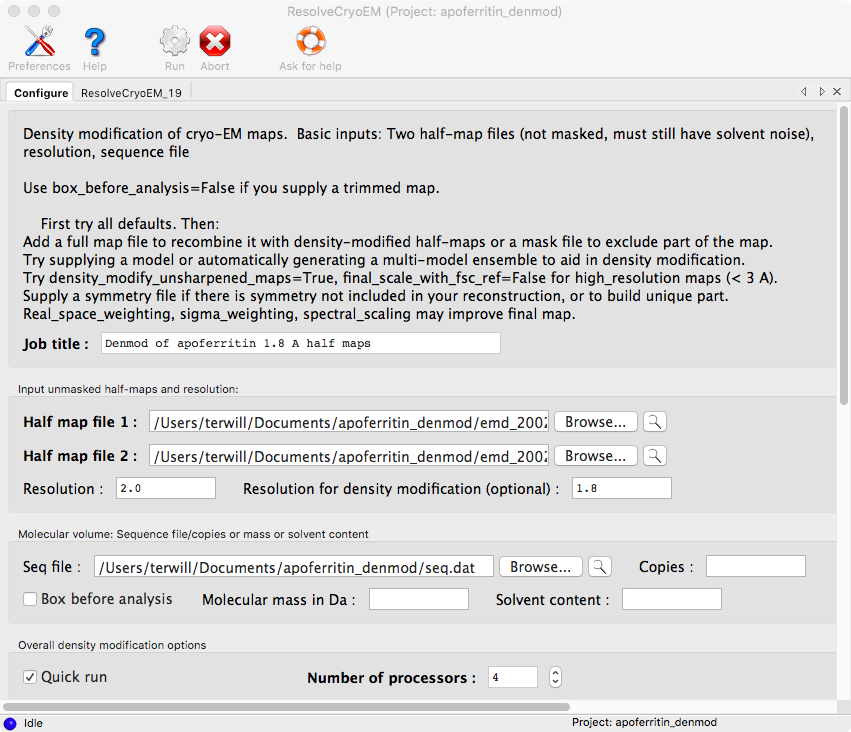 ResolveCryoEM (Project: apoferritin_denmod)
Preferences Help Run Abort Ask for help
Configure ResolveCryoEM_19
Density modification of cryo-EM maps. Basic inputs: Two half-map files (not masked, must still have solvent noise),
resolution, sequence file
Use box_before_analysis=False if you supply a trimmed map.
First try all defaults. Then:
Add a full map file to recombine it with density-modified half-maps or a mask file to exclude part of the map.
Try supplying a model or automatically generating a multi-model ensemble to aid in density modification.
Try density_modify_unsharpened_maps=True, final_scale_with_fsc_ref=False for high_resolution maps (< 3 A).
Supply a symmetry file if there is symmetry not included in your reconstruction, or to build unique part.
Real_space_weighting, sigma_weighting, spectral_scaling may improve final map.
Job title : Denmod of apoferritin 1.8 A half maps
Input unmasked half-maps and resolution:
Half map file 1 : /Users/terwill/Documents/apoferritin_denmod/emd_2002 Browse...
Half map file 2 : /Users/terwill/Documents/apoferritin_denmod/emd_2002 Browse...
Resolution : 2.0 Resolution for density modification (optional) : 1.8
Molecular volume: Sequence file/copies or mass or solvent content
Seq file : /Users/terwill/Documents/apoferritin_denmod/seq.dat Browse... Copies :
Box before analysis Molecular mass in Da : Solvent content :
Overall density modification options
Quick run Number of processors : 4
Idle Project: apoferritin_denmod